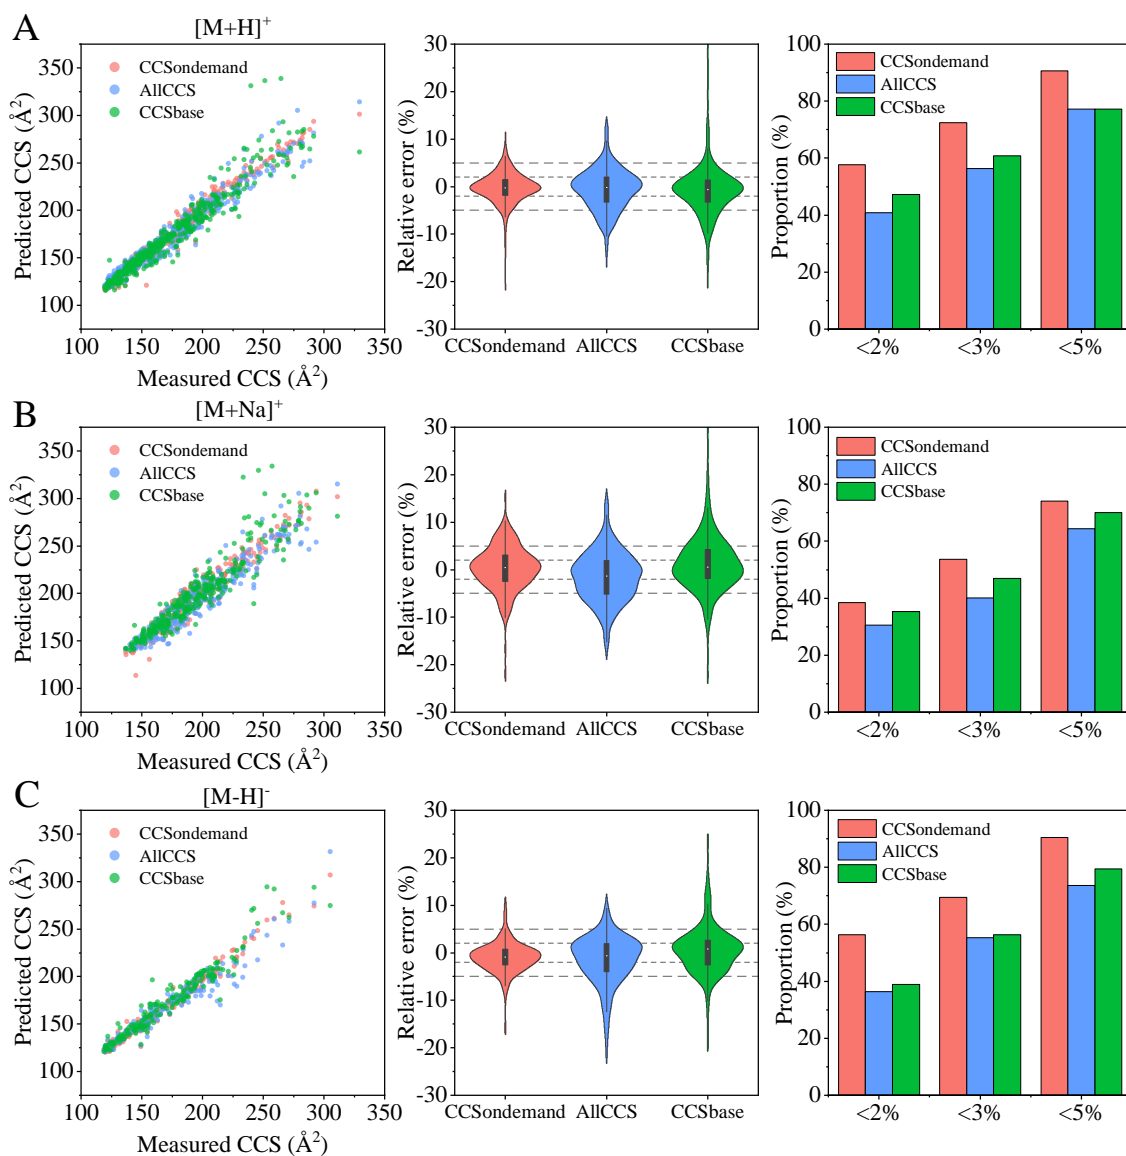 A
[M+H]+
350
300
250
200
150
100
Predicted CCS (Å2)
CCSondemand
AllCCS
CCSbase
100 150 200 250 300 350
Measured CCS (Å2)
30
20
10
0
-10
-20
-30
Relative error (%)
CCSondemand AllCCS CCSbase
100
80
60
40
20
0
Proportion (%)
CCSondemand
AllCCS
CCSbase
<2% <3% <5%
B
[M+Na]+
350
300
250
200
150
100
Predicted CCS (Å2)
CCSondemand
AllCCS
CCSbase
100 150 200 250 300 350
Measured CCS (Å2)
30
20
10
0
-10
-20
-30
Relative error (%)
CCSondemand AllCCS CCSbase
100
80
60
40
20
0
Proportion (%)
CCSondemand
AllCCS
CCSbase
<2% <3% <5%
C
[M-H]-
350
300
250
200
150
100
Predicted CCS (Å2)
CCSondemand
AllCCS
CCSbase
100 150 200 250 300 350
Measured CCS (Å2)
30
20
10
0
-10
-20
-30
Relative error (%)
CCSondemand AllCCS CCSbase
100
80
60
40
20
0
Proportion (%)
CCSondemand
AllCCS
CCSbase
<2% <3% <5%